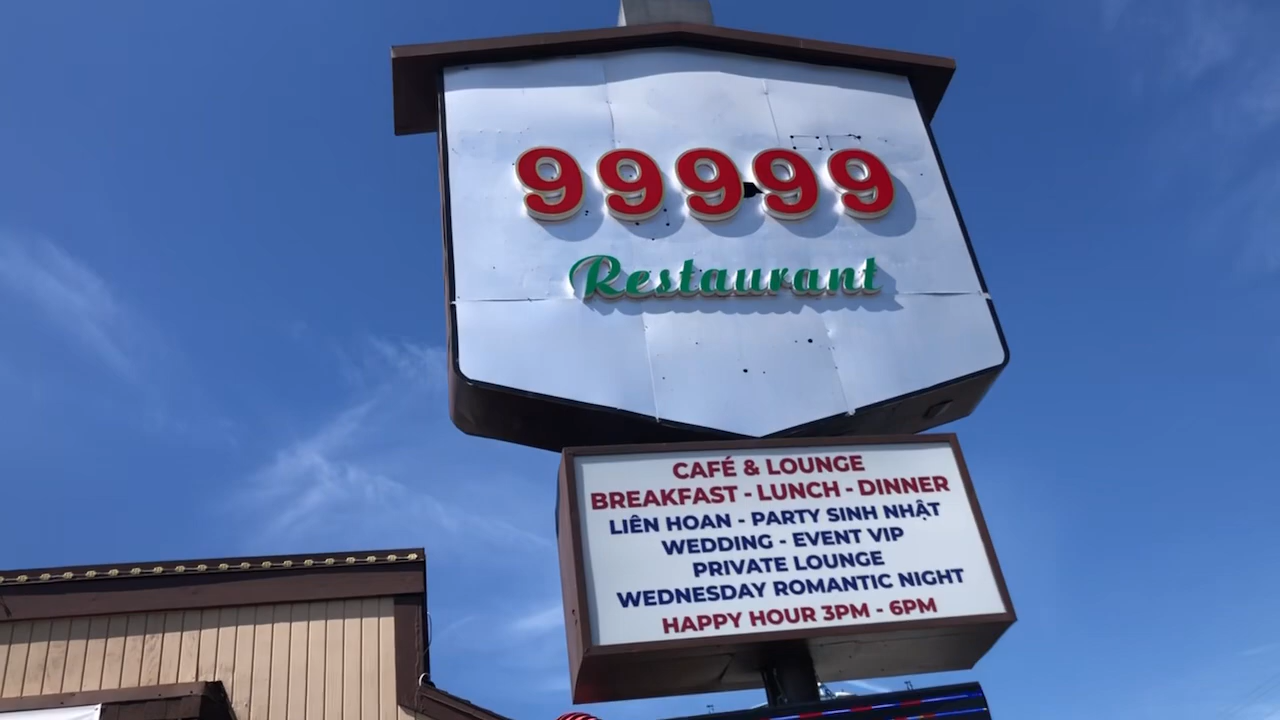 99999
Restaurant
CAFÉ & LOUNGE
BREAKFAST - LUNCH - DINNER
LIÊN HOAN - PARTY SINH NHẬT
WEDDING - EVENT VIP
PRIVATE LOUNGE
WEDNESDAY ROMANTIC NIGHT
HAPPY HOUR 3PM - 6PM